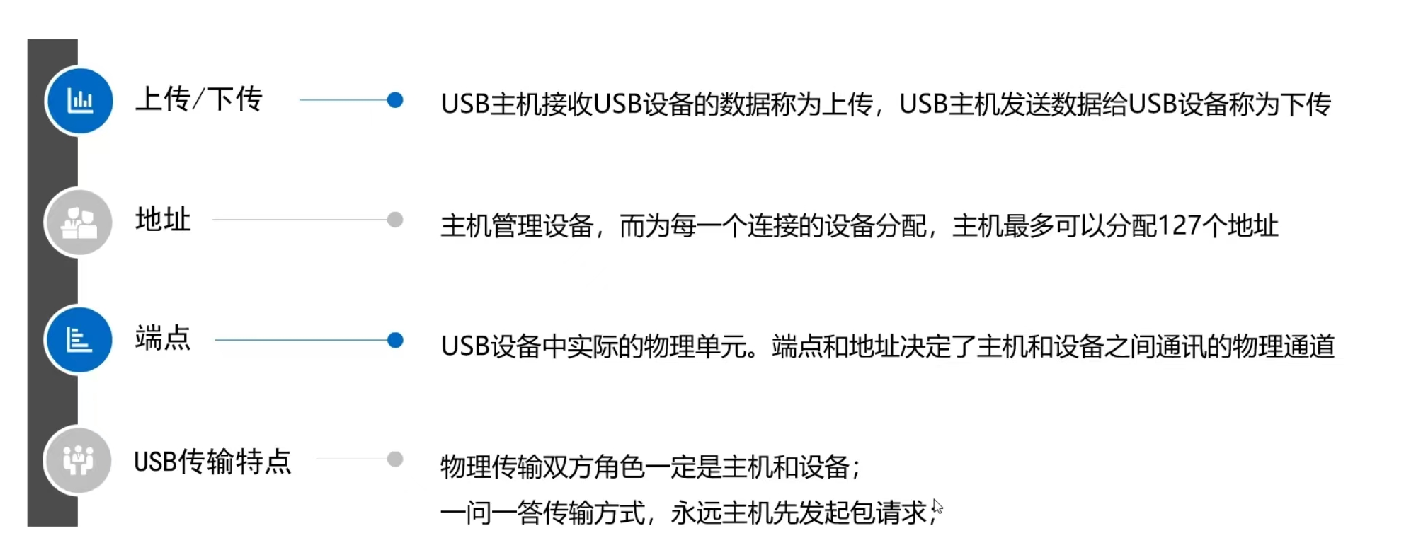 上传/下传
USB主机接收USB设备的数据称为上传，USB主机发送数据给USB设备称为下传
地址
主机管理设备，而为每一个连接的设备分配，主机最多可以分配127个地址
端点
USB设备中实际的物理单元。端点和地址决定了主机和设备之间通讯的物理通道
USB传输特点
物理传输双方角色一定是主机和设备；
一问一答传输方式，永远主机先发起包请求；